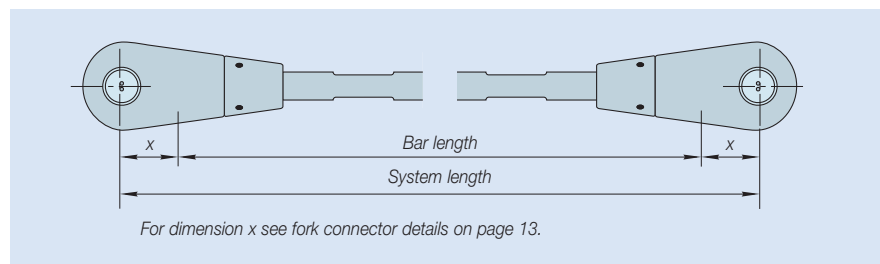 x Bar length x
System length
For dimension x see fork connector details on page 13.